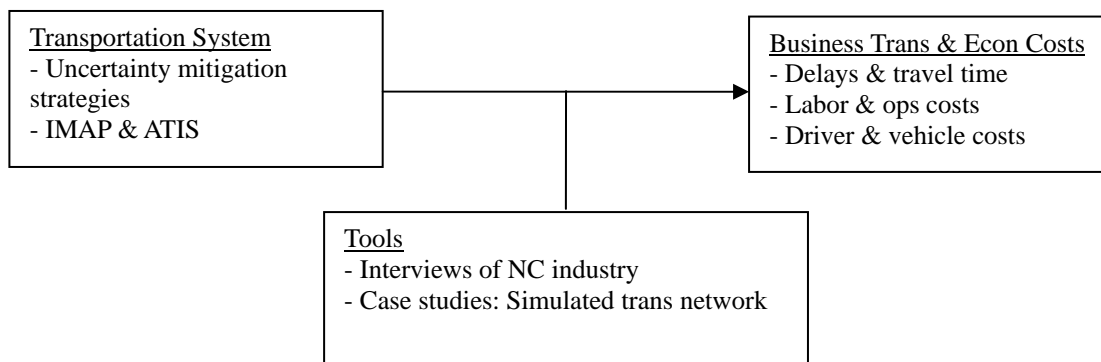 Transportation System
- Uncertainty mitigation
strategies
- IMAP & ATIS
Business Trans & Econ Costs
- Delays & travel time
- Labor & ops costs
- Driver & vehicle costs
Tools
- Interviews of NC industry
- Case studies: Simulated trans network